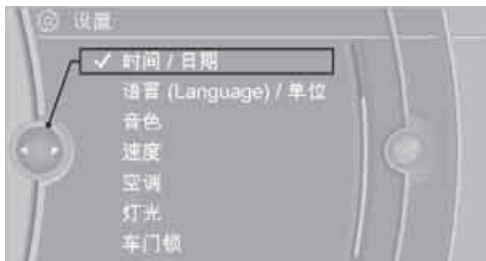 设置
✓ 时间 / 日期
语言 (Language) / 单位
音色
速度
空调
灯光
车门锁